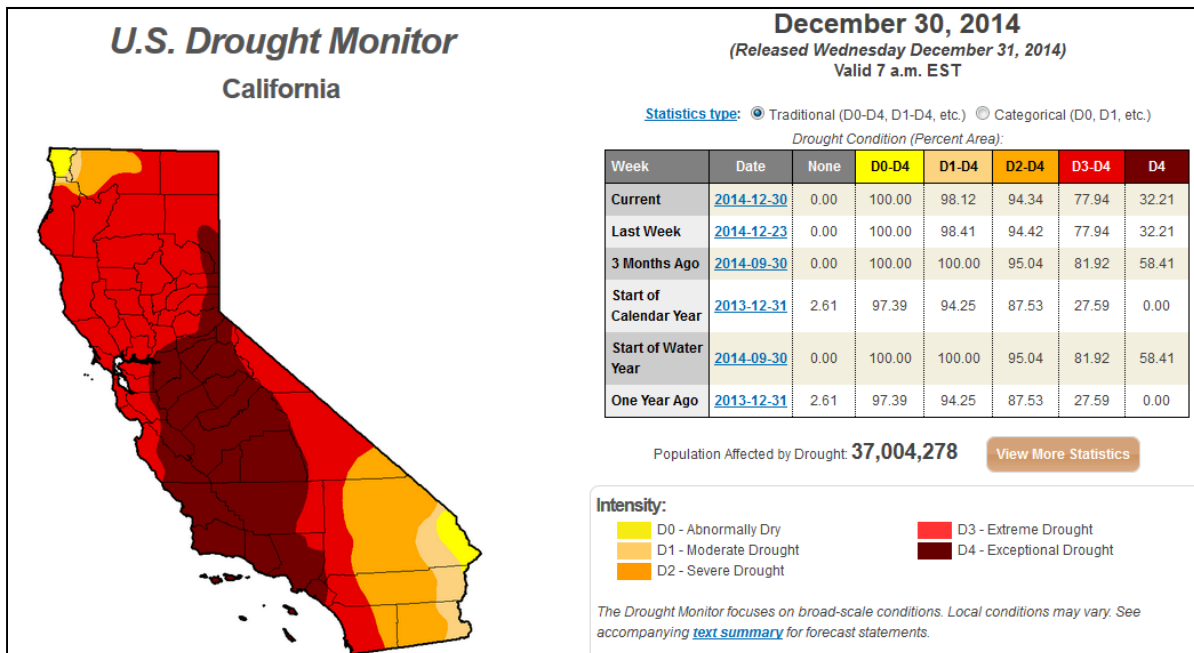 U.S. Drought Monitor
California
December 30, 2014
(Released Wednesday December 31, 2014)
Valid 7 a.m. EST
Statistics type: Traditional (D0-D4, D1-D4, etc.) Categorical (D0, D1, etc.)
Drought Condition (Percent Area):
Week Date None D0-D4 D1-D4 D2-D4 D3-D4 D4
Current 2014-12-30 0.00 100.00 98.12 94.34 77.94 32.21
Last Week 2014-12-23 0.00 100.00 98.41 94.42 77.94 32.21
3 Months Ago 2014-09-30 0.00 100.00 100.00 95.04 81.92 58.41
Start of
Calendar Year 2013-12-31 2.61 97.39 94.25 87.53 27.59 0.00
Start of Water
Year 2014-09-30 0.00 100.00 100.00 95.04 81.92 58.41
One Year Ago 2013-12-31 2.61 97.39 94.25 87.53 27.59 0.00
Population Affected by Drought: 37,004,278 View More Statistics
Intensity:
D0 - Abnormally Dry
D1 - Moderate Drought
D2 - Severe Drought
D3 - Extreme Drought
D4 - Exceptional Drought
The Drought Monitor focuses on broad-scale conditions. Local conditions may vary. See
accompanying text summary for forecast statements.